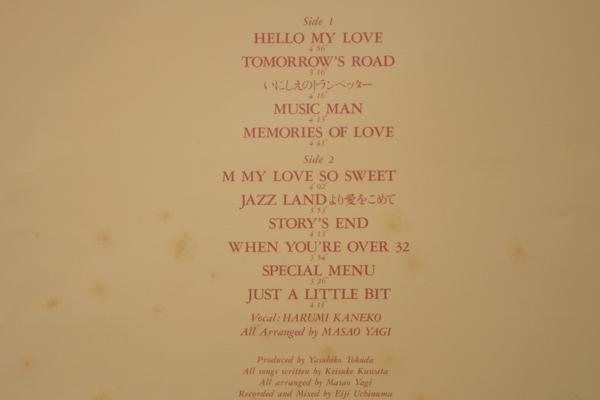 Side 1
HELLO MY LOVE
4'56"
TOMORROW'S ROAD
3'16"
いにしえのトランペッター
4'16"
MUSIC MAN
4'13"
MEMORIES OF LOVE
4'41"
Side 2
M MY LOVE SO SWEET
4'02"
JAZZ LANDより愛をこめて
3'53"
STORY'S END
4'13"
WHEN YOU'RE OVER 32
3'54"
SPECIAL MENU
3'26"
JUST A LITTLE BIT
4'11"
Vocal: HARUMI KANEKO
All Arranged by MASAO YAGI
Produced by Yasuhiko Tokuda
All songs written by Keisuke Kuwata
All arranged by Masao Yagi
Recorded and Mixed by Eiji Uchinuma